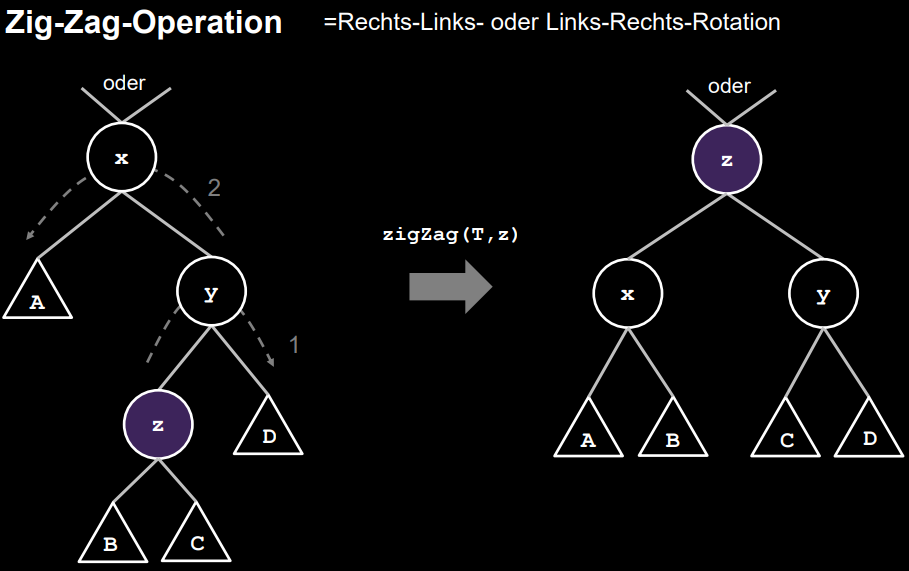 Zig-Zag-Operation =Rechts-Links- oder Links-Rechts-Rotation
oder
x
2
A
y
1
z
D
B
C
zigZag(T,z)
oder
z
x
y
A
B
C
D